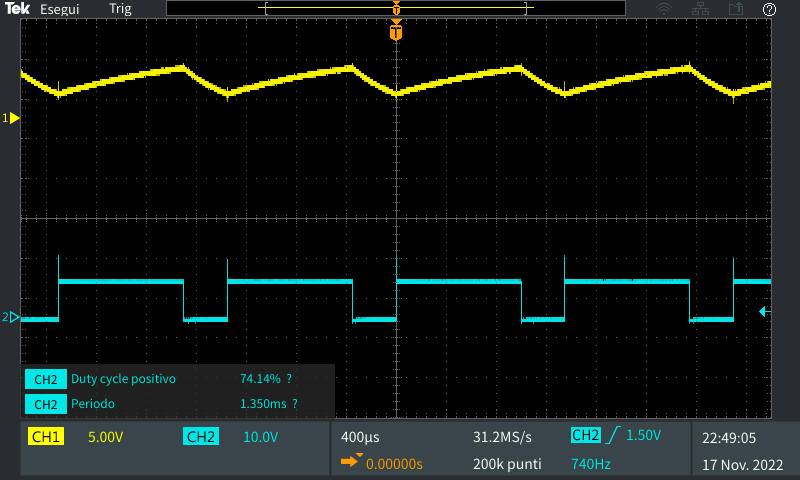 Tek Esegui Trig
T
T
1
2
CH2 Duty cycle positivo 74.14% ?
CH2 Periodo 1.350ms ?
CH1 5.00V CH2 10.0V
400µs 31.2MS/s CH2 1.50V
0.00000s 200k punti 740Hz
22:49:05
17 Nov. 2022